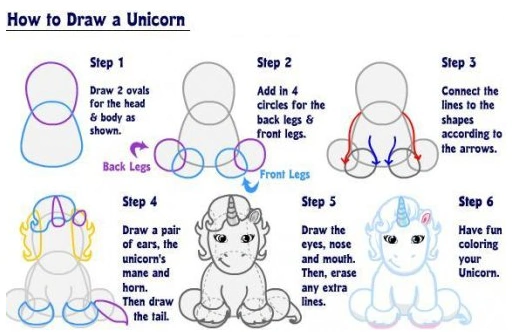 How to Draw a Unicorn
Step 1
Draw 2 ovals
for the head
& body as
shown.
Step 2
Add in 4
circles for the
back legs &
front legs.
Back Legs
Front Legs
Step 3
Connect the
lines to the
shapes
according to
the arrows.
Step 4
Draw a pair
of ears, the
unicorn's
mane and
horn.
Then draw
the tail.
Step 5
Draw the
eyes, nose
and mouth.
Then, erase
any extra
lines.
Step 6
Have fun
coloring
your
Unicorn.